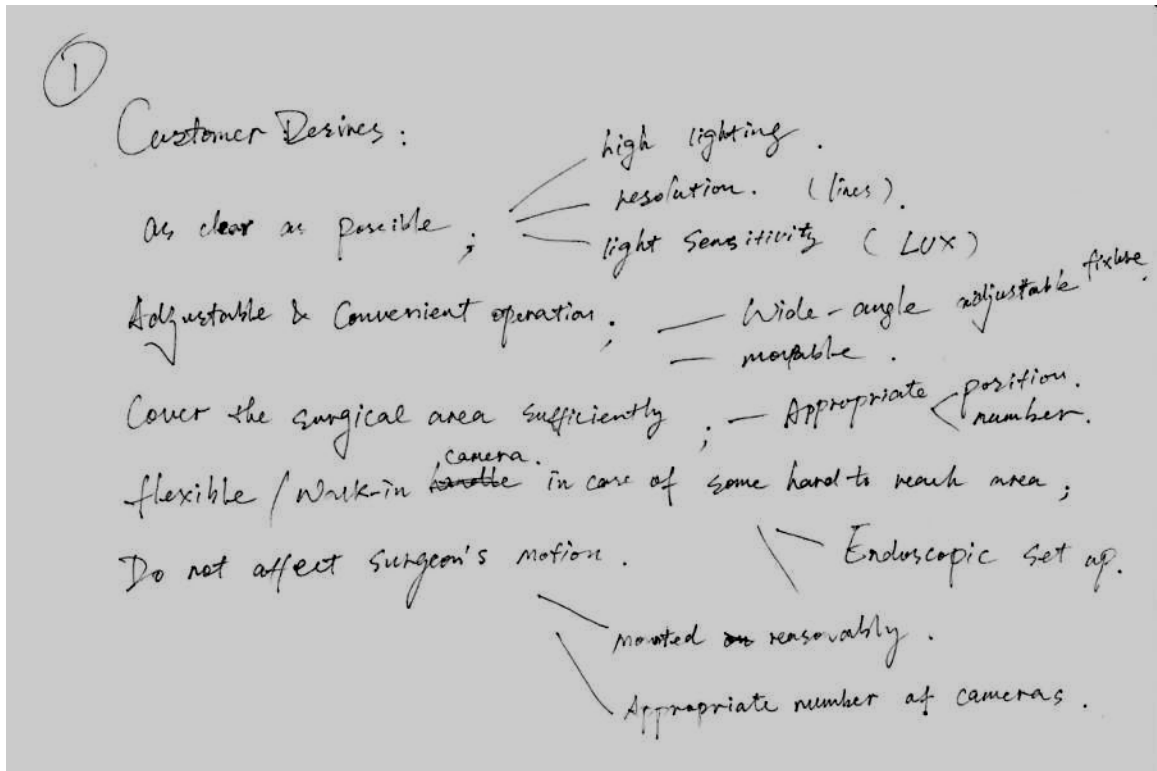 1
Customer Desires :
high lighting .
resolution. (lines).
as clear as possible ;
light sensitivity (LUX)
Adjustable & Convenient operation ; — Wide-angle adjustable fixture.
— movable .
Cover the surgical area sufficiently ; — Appropriate < position.
number.
camera.
flexible / Walk-in handle in case of some hard to reach area ;
Do not affect surgeon's motion .
Endoscopic set up.
mounted on reasonably .
Appropriate number of cameras .